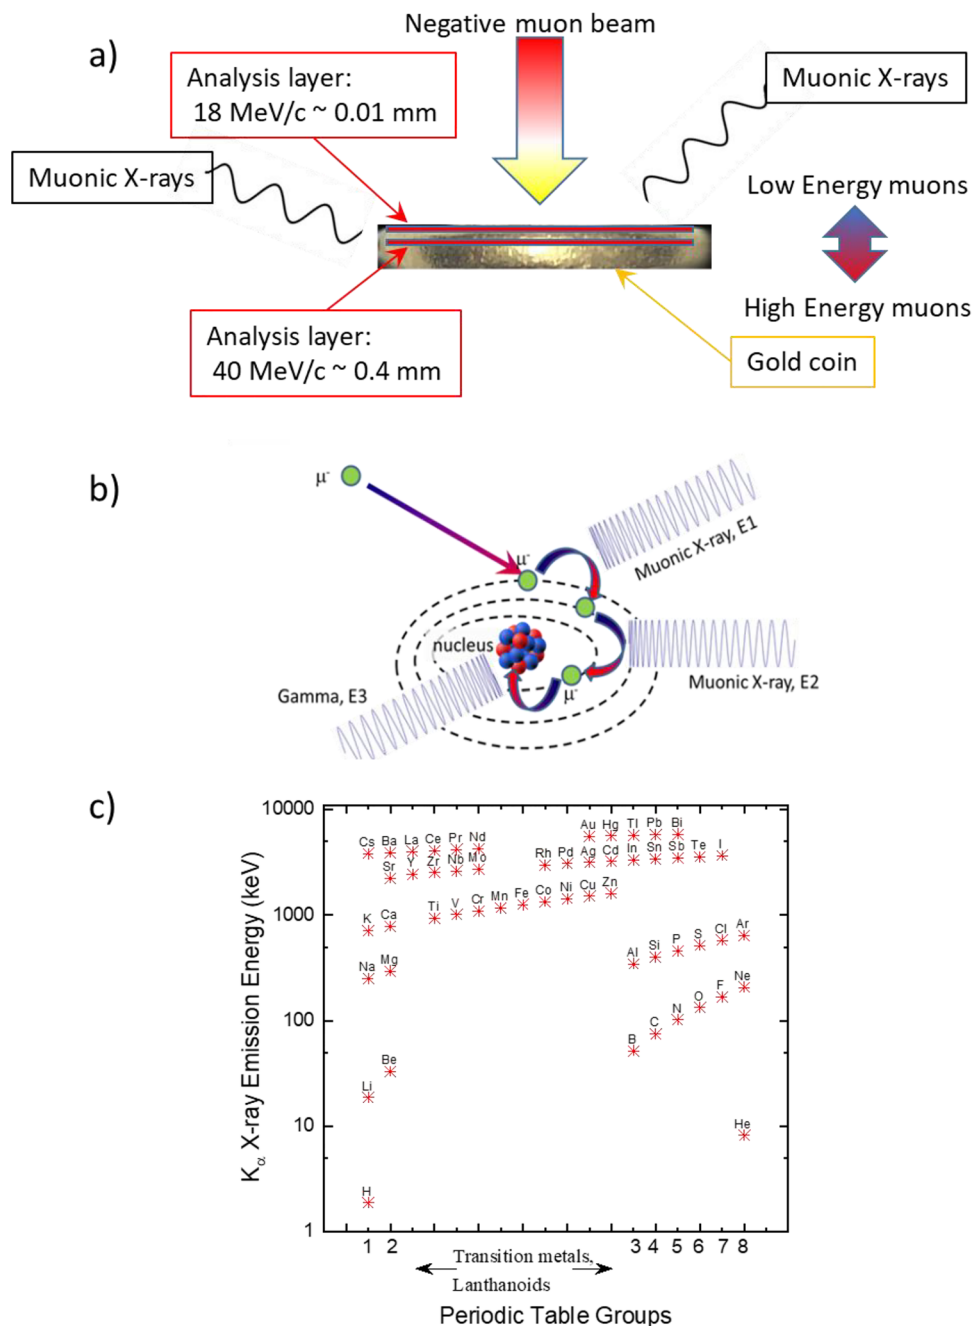 a)
Negative muon beam
Analysis layer:
18 MeV/c ~ 0.01 mm
Muonic X-rays
Muonic X-rays
Low Energy muons
High Energy muons
Analysis layer:
40 MeV/c ~ 0.4 mm
Gold coin
b)
μ-
μ-
Muonic X-ray, E1
nucleus
μ-
Muonic X-ray, E2
Gamma, E3
c)
Kα X-ray Emission Energy (keV)
10000
1000
100
10
1
Au Hg Tl Pb Bi
Cs Ba La Ce Pr Nd
Rh Pd Ag Cd In Sn Sb Te I
Sr Y Zr Nb Mo
Ti V Cr Mn Fe Co Ni Cu Zn
K Ca
Al Si P S Cl Ar
Na Mg
B C N O F Ne
Li Be
He
H
1 2 3 4 5 6 7 8
Transition metals,
Lanthanoids
Periodic Table Groups